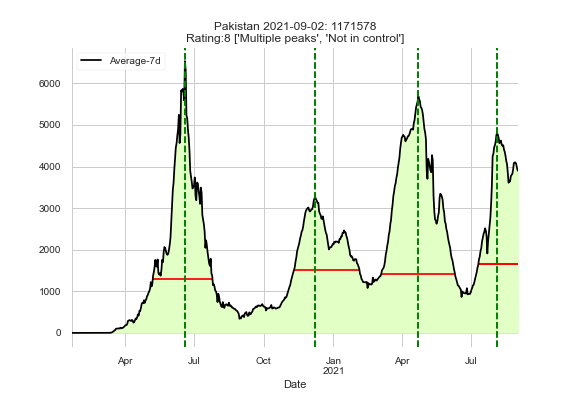 Pakistan 2021-09-02: 1171578
Rating:8 ['Multiple peaks', 'Not in control']
Average-7d
6000
5000
4000
3000
2000
1000
0
Apr
Jul
Oct
Jan
2021
Apr
Jul
Date